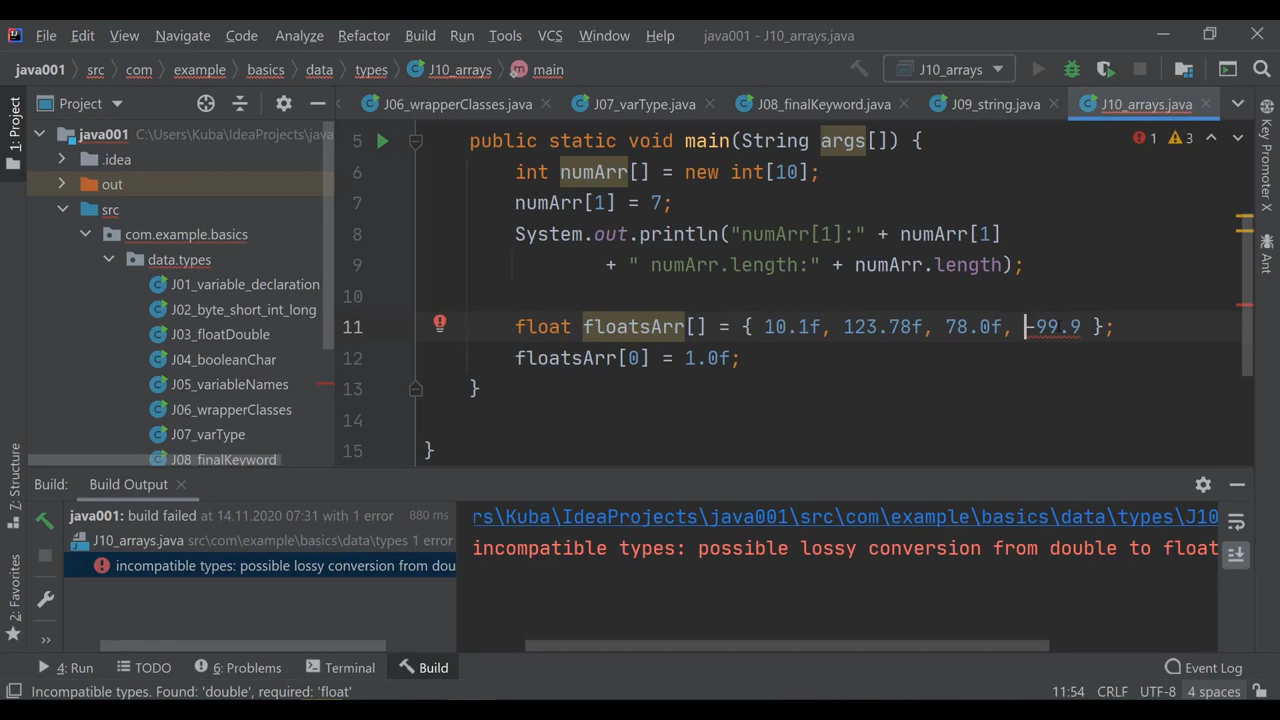 File Edit View Navigate Code Analyze Refactor Build Run Tools VCS Window Help java001 - J10_arrays.java
java001 src com example basics data types J10_arrays main J10_arrays
1: Project
Project
J06_wrapperClasses.java J07_varType.java J08_finalKeyword.java J09_string.java J10_arrays.java
java001 C:\Users\Kuba\IdeaProjects\java
.idea
out
src
com.example.basics
data.types
J01_variable_declaration
J02_byte_short_int_long
J03_floatDouble
J04_booleanChar
J05_variableNames
J06_wrapperClasses
J07_varType
J08_finalKeyword
1 3
5 public static void main(String args[]) {
6 int numArr[] = new int[10];
7 numArr[1] = 7;
8 System.out.println("numArr[1]:" + numArr[1]
9 + " numArr.length:" + numArr.length);
10
11 float floatsArr[] = { 10.1f, 123.78f, 78.0f, -99.9 };
12 floatsArr[0] = 1.0f;
13 }
14
15 }
Key Promoter X
Ant
Z: Structure
2: Favorites
Build: Build Output
java001: build failed at 14.11.2020 07:31 with 1 error 880 ms
J10_arrays.java src\com\example\basics\data\types 1 error
incompatible types: possible lossy conversion from dou
rs\Kuba\IdeaProjects\java001\src\com\example\basics\data\types\J10
incompatible types: possible lossy conversion from double to float
4: Run TODO 6: Problems Terminal Build Event Log
Incompatible types. Found: 'double', required: 'float' 11:54 CRLF UTF-8 4 spaces